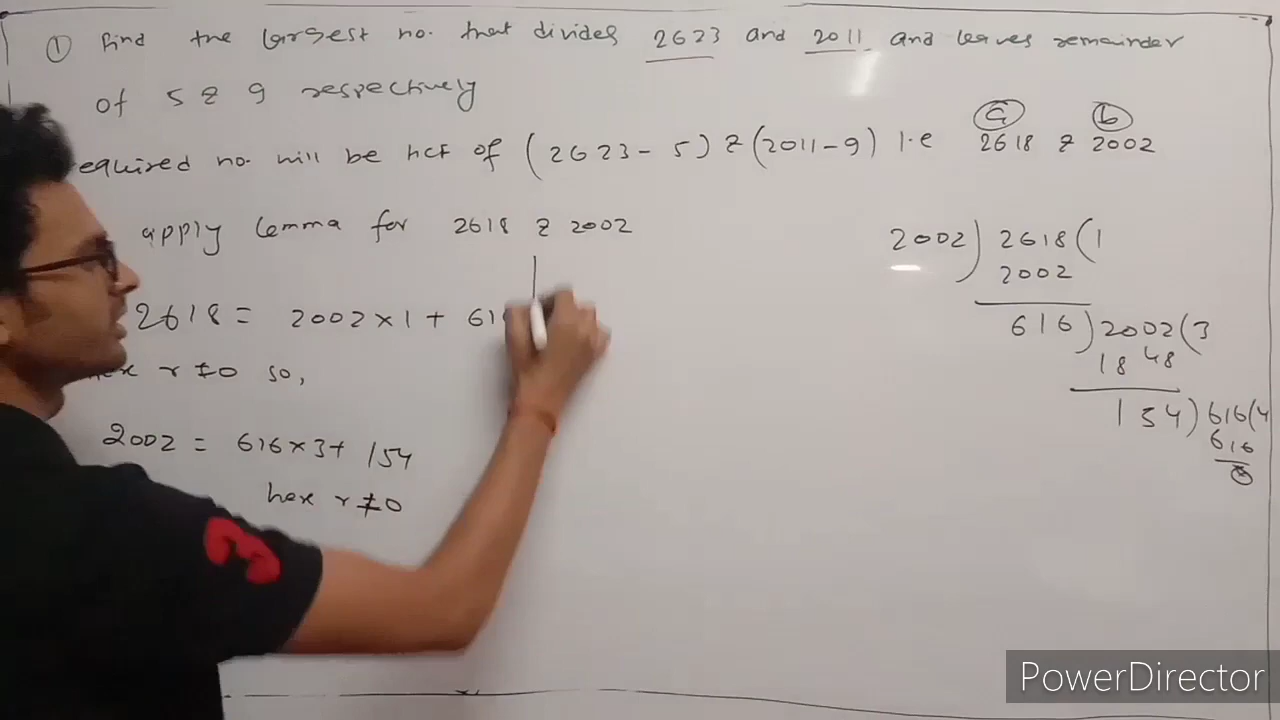 ① find the largest no. that divides 2623 and 2011 and leaves remainder
of 5 & 9 respectively
equired no. will be HCF of (2623-5) & (2011-9) i.e 2618 & 2002
a b
apply lemma for 2618 & 2002
2618 = 2002×1 + 61
r ≠ 0 so,
2002 = 616×3+ 154
here r ≠ 0
2002) 2618 (1
2002
616) 2002 (3
1848
154) 616 (4
616
0
3
PowerDirector